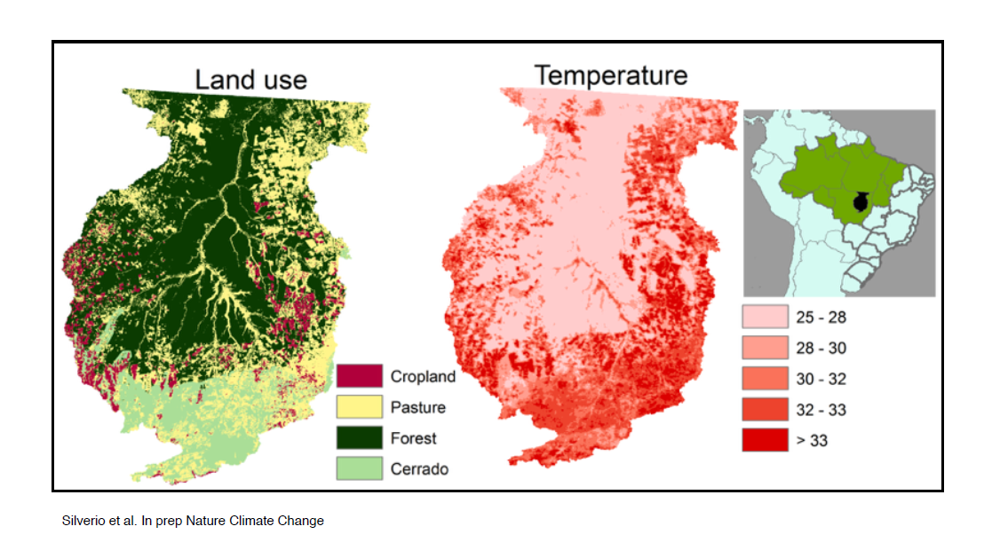 Land use
Temperature
Cropland
Pasture
Forest
Cerrado
25 - 28
28 - 30
30 - 32
32 - 33
> 33
Silverio et al. In prep Nature Climate Change